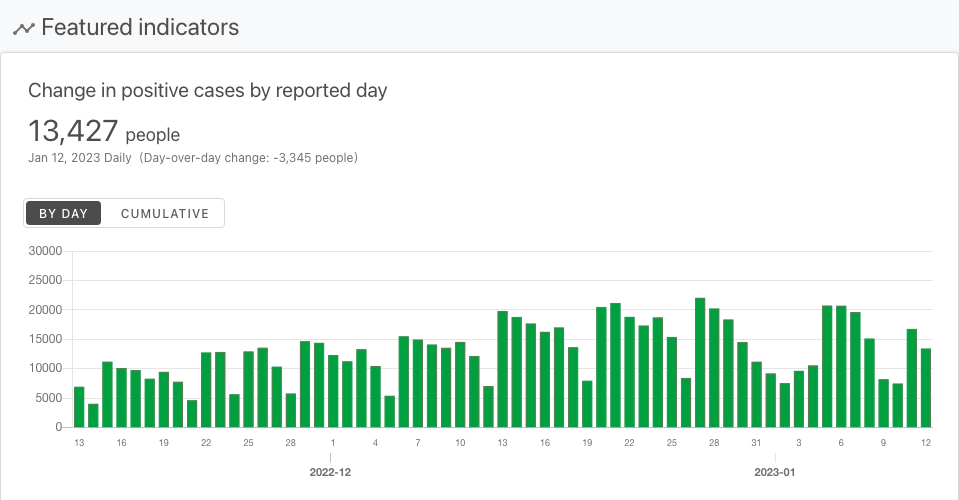 Featured indicators
Change in positive cases by reported day
13,427 people
Jan 12, 2023 Daily (Day-over-day change: -3,345 people)
BY DAY CUMULATIVE
30000
25000
20000
15000
10000
5000
0
13 16 19 22 25 28 1 4 7 10 13 16 19 22 25 28 31 3 6 9 12
2022-12 2023-01